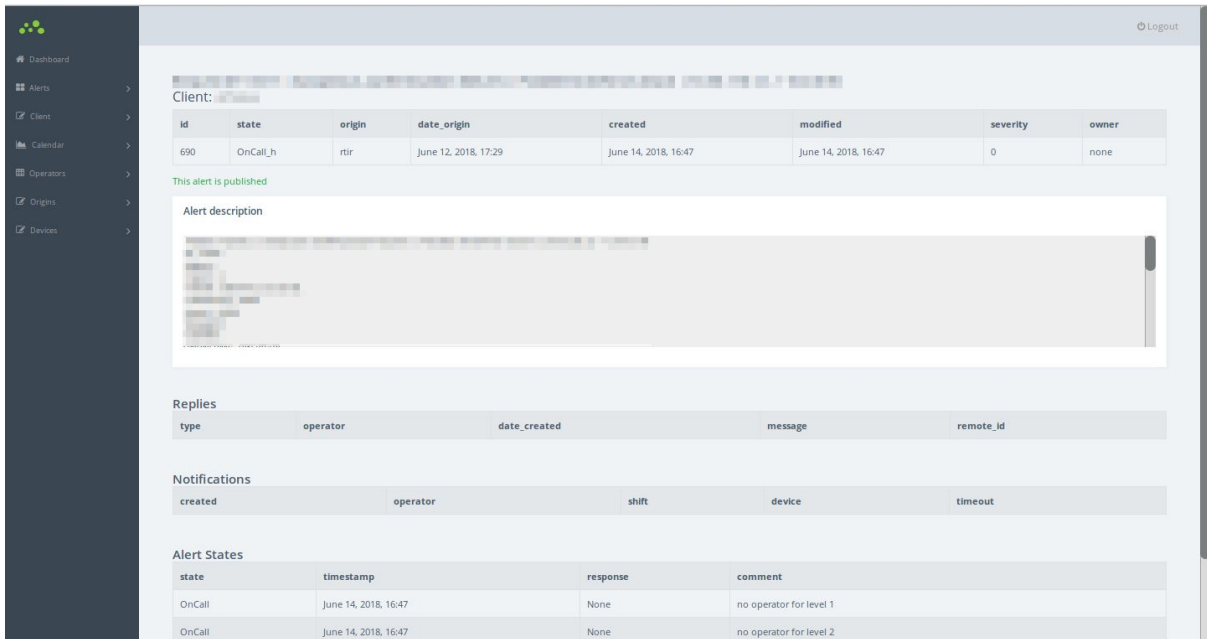 Logout
Dashboard
Alerts
Client
Calendar
Operators
Origins
Devices
Client:
id state origin date_origin created modified severity owner
690 OnCall_h rtir June 12, 2018, 17:29 June 14, 2018, 16:47 June 14, 2018, 16:47 0 none
This alert is published
Alert description
Replies
type operator date_created message remote_id
Notifications
created operator shift device timeout
Alert States
state timestamp response comment
OnCall June 14, 2018, 16:47 None no operator for level 1
OnCall June 14, 2018, 16:47 None no operator for level 2